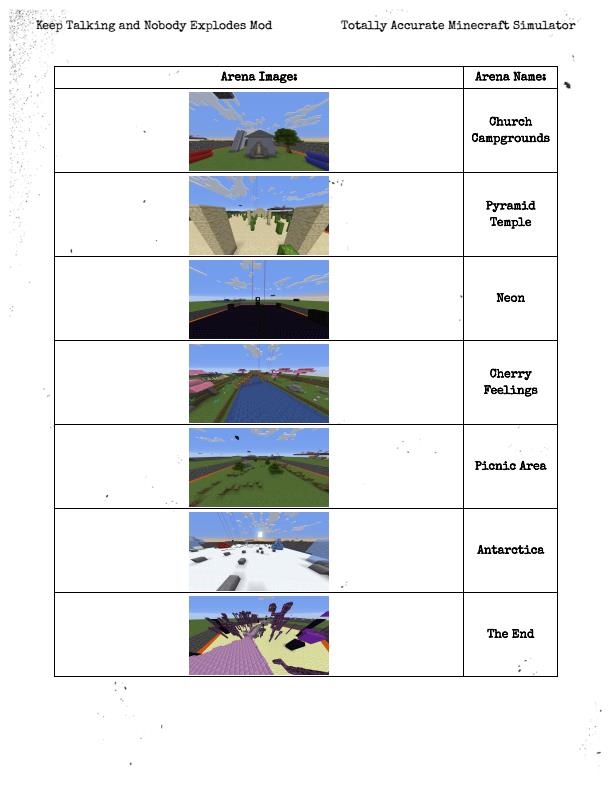 Keep Talking and Nobody Explodes Mod
Totally Accurate Minecraft Simulator
Arena Image:
Arena Name:
Church
Campgrounds
Pyramid
Temple
Neon
Cherry
Feelings
Picnic Area
Antarctica
The End